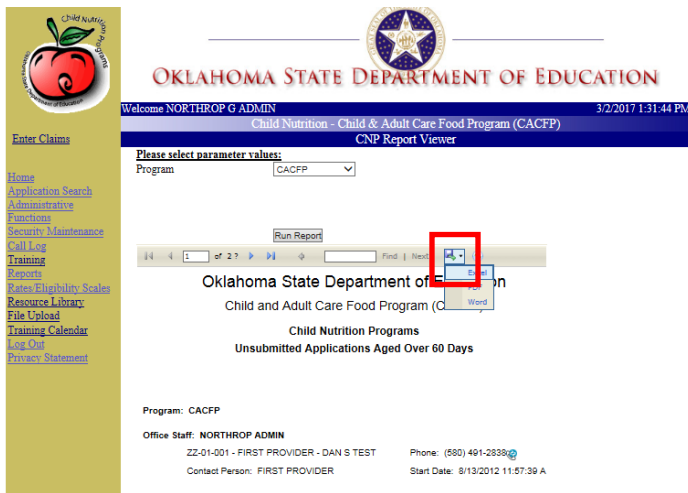 Child Nutrition Programs
OKLAHOMA STATE DEPARTMENT OF EDUCATION
Welcome NORTHROP G ADMIN 3/2/2017 1:31:44 PM
Child Nutrition - Child & Adult Care Food Program (CACFP)
CNP Report Viewer
Enter Claims
Home
Application Search
Administrative
Functions
Security Maintenance
Call Log
Training
Reports
Rates/Eligibility Scales
Resource Library
File Upload
Training Calendar
Log Out
Privacy Statement
Please select parameter values:
Program CACFP
Run Report
1 of 2 ? Find | Next
Excel
PDF
Word
Oklahoma State Department of E on
Child and Adult Care Food Program (C
Child Nutrition Programs
Unsubmitted Applications Aged Over 60 Days
Program: CACFP
Office Staff: NORTHROP ADMIN
ZZ-01-001 - FIRST PROVIDER - DAN S TEST Phone: (580) 491-2838
Contact Person: FIRST PROVIDER Start Date: 8/13/2012 11:57:39 A